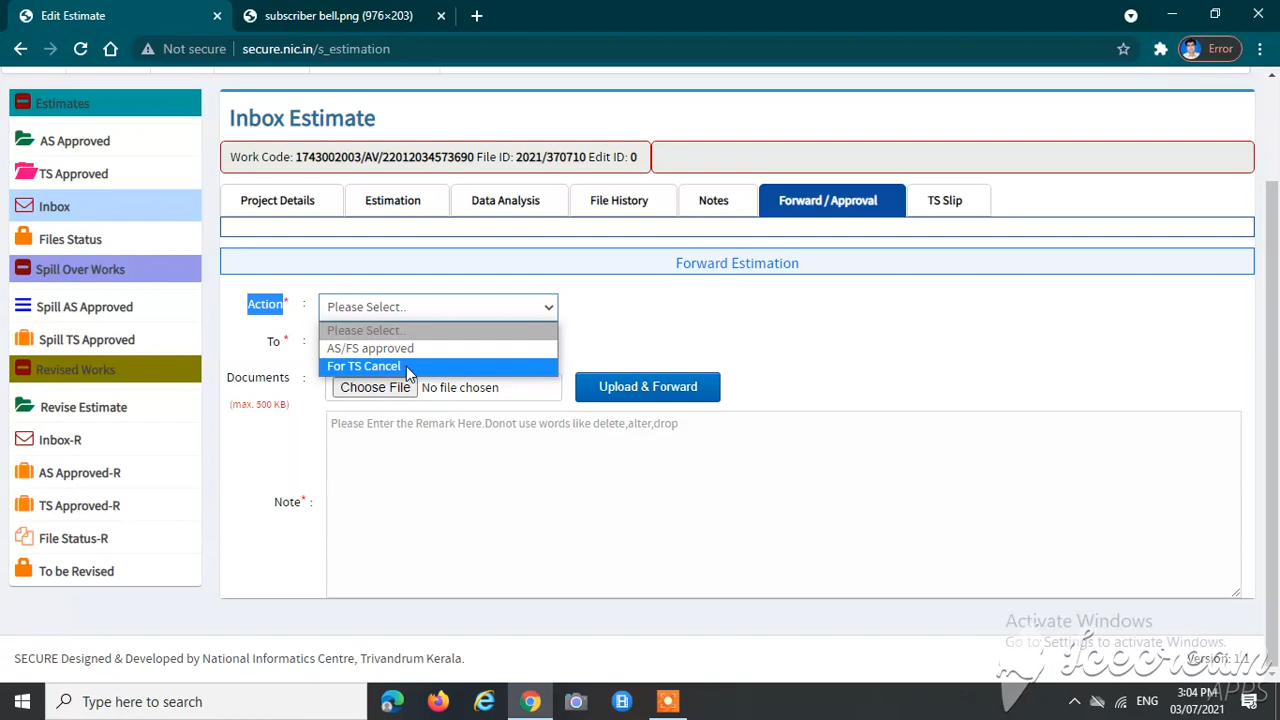 Edit Estimate
subscriber bell.png (976×203)
Not secure
secure.nic.in/s_estimation
Error
Estimates
AS Approved
TS Approved
Inbox
Files Status
Spill Over Works
Spill AS Approved
Spill TS Approved
Revised Works
Revise Estimate
Inbox-R
AS Approved-R
TS Approved-R
File Status-R
To be Revised
Inbox Estimate
Work Code: 1743002003/AV/22012034573690 File ID: 2021/370710 Edit ID: 0
Project Details
Estimation
Data Analysis
File History
Notes
Forward / Approval
TS Slip
Forward Estimation
Action* :
Please Select..
Please Select..
AS/FS approved
For TS Cancel
To * :
Documents :
(max. 500 KB)
Choose File No file chosen
Upload & Forward
Please Enter the Remark Here.Donot use words like delete,alter,drop
Note* :
Activate Windows
Go to Settings to activate Windows.
SECURE Designed & Developed by National Informatics Centre, Trivandrum Kerala.
Version: 1.1
Icecream
APPS
Type here to search
ENG
3:04 PM
03/07/2021